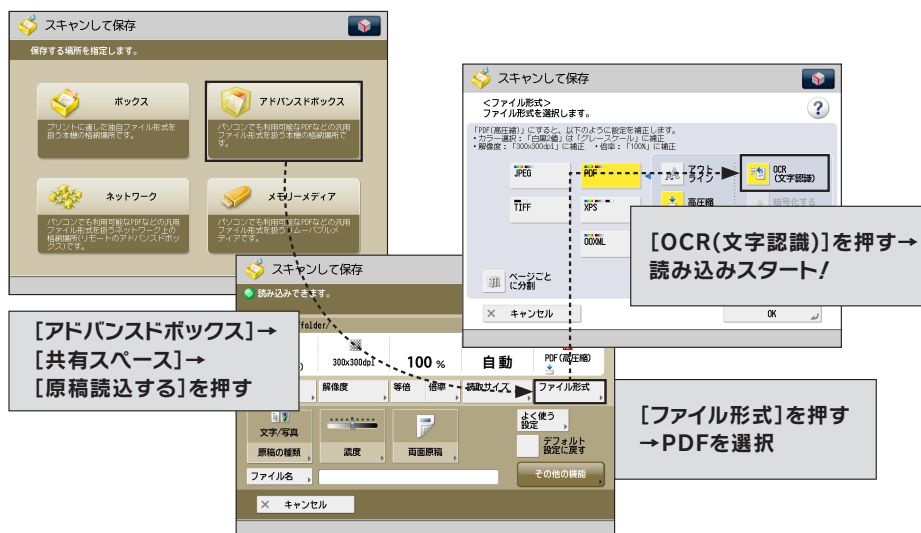 スキャンして保存
保存する場所を指定します。
ボックス
プリントに適した独自ファイル形式を
扱う本機の格納場所です。
アドバンスドボックス
パソコンでも利用可能なPDFなどの汎用
ファイル形式を扱う本機の格納場所で
す。
ネットワーク
パソコンでも利用可能なPDFなどの汎用
ファイル形式を扱うネットワーク上の
格納場所(リモートのアドバンスドボッ
クス)です。
メモリーメディア
パソコンでも利用可能なPDFなどの汎用
ファイル形式を扱うリムーバブルメ
ディアです。
[アドバンスドボックス]→
[共有スペース]→
[原稿読込する]を押す
スキャンして保存
読み込みできます。
folder/
300x300dpi
100 %
自動
PDF(高圧縮)
解像度
等倍
倍率
読取サイズ
ファイル形式
文字/写真
原稿の種類
濃度
両面原稿
よく使う
設定
デフォルト
設定に戻す
ファイル名
その他の機能
× キャンセル
[ファイル形式]を押す
→PDFを選択
スキャンして保存
<ファイル形式>
ファイル形式を選択します。
?
「PDF(高圧縮)」にすると、以下のように設定を補正します。
・カラー選択:「白黒2値」は「グレースケール」に補正
・解像度:「300x300dpi」に補正 ・倍率:「100%」に補正
JPEG
PDF
アウト
ライン
OCR
(文字認識)
TIFF
XPS
高圧縮
暗号化する
OOXML
ページごと
に分割
× キャンセル
OK
[OCR(文字認識)]を押す→
読み込みスタート!